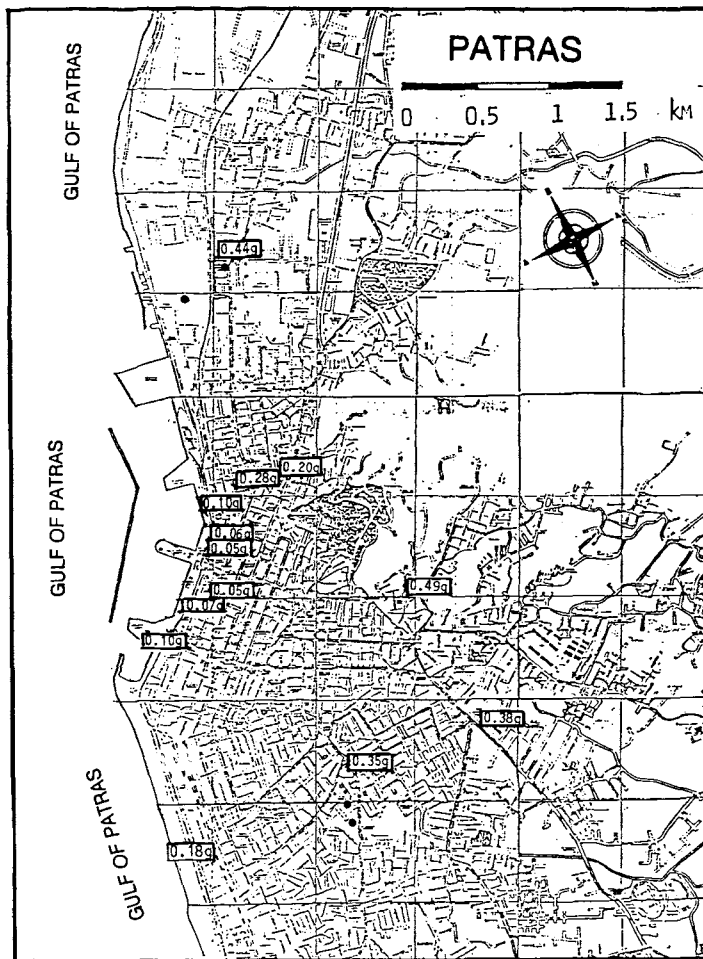 PATRAS
0 0.5 1 1.5 KM
GULF OF PATRAS
0.44g
GULF OF PATRAS
0.20g
0.28g
0.10g
0.06g
0.05g
0.05g
0.49g
0.07g
0.10g
0.38g
0.35g
GULF OF PATRAS
0.18g